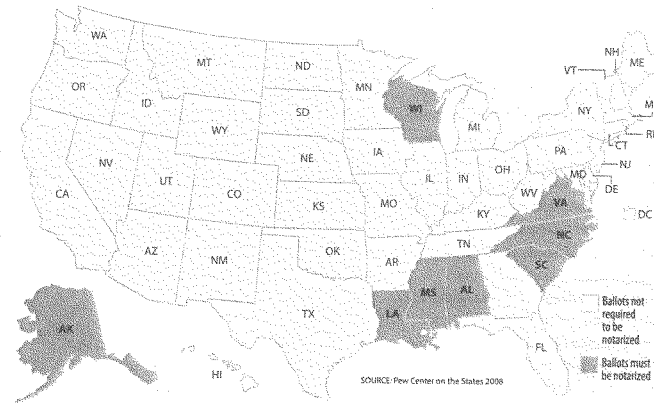 WA
MT
ND
MN
OR
ID
SD
WI
WY
MI
NH
VT
ME
NY
M
RI
CT
NV
UT
NE
IA
PA
NJ
CA
CO
IL
IN
OH
MD
DE
WV
VA
DC
KS
MO
KY
AZ
NM
OK
AR
TN
NC
SC
TX
LA
MS
AL
FL
AK
HI
Ballots not
required
to be
notarized
Ballots must
be notarized
SOURCE: Pew Center on the States 2008